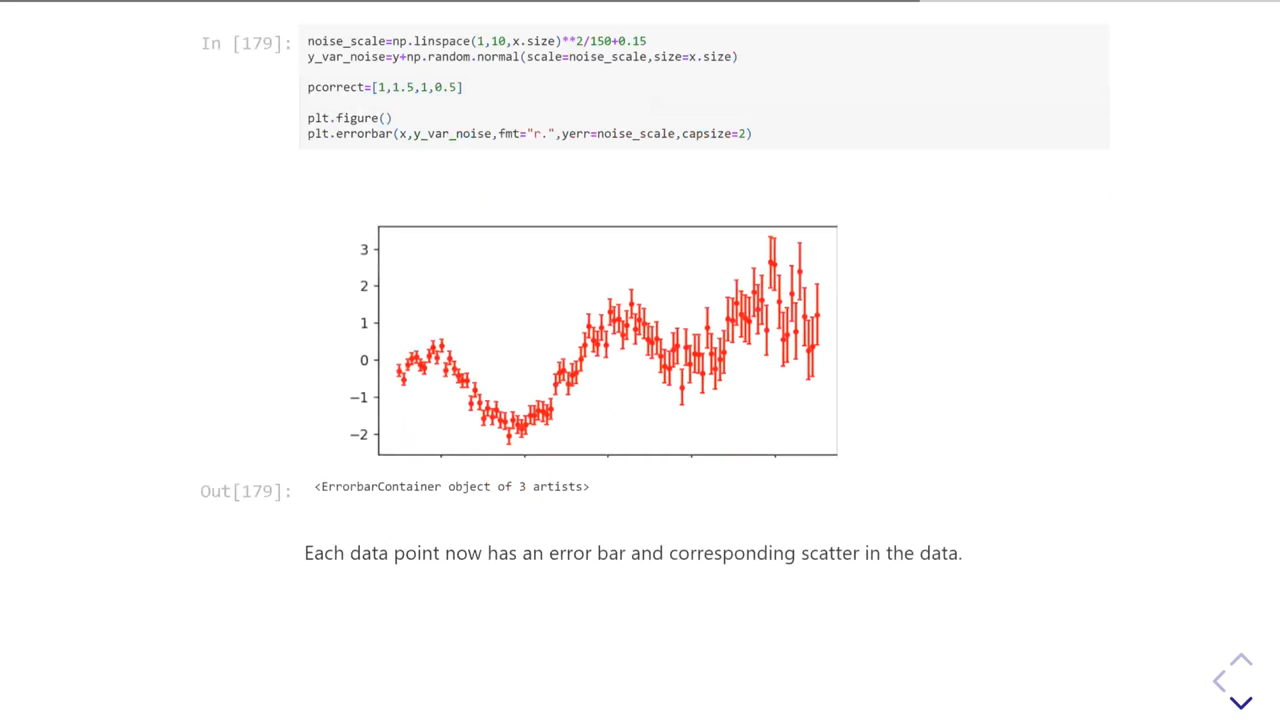 In [179]:
noise_scale=np.linspace(1,10,x.size)**2/150+0.15
y_var_noise=y+np.random.normal(scale=noise_scale,size=x.size)
pcorrect=[1,1.5,1,0.5]
plt.figure()
plt.errorbar(x,y_var_noise,fmt="r.",yerr=noise_scale,capsize=2)
3
2
1
0
−1
−2
Out[179]:
<ErrorbarContainer object of 3 artists>
Each data point now has an error bar and corresponding scatter in the data.